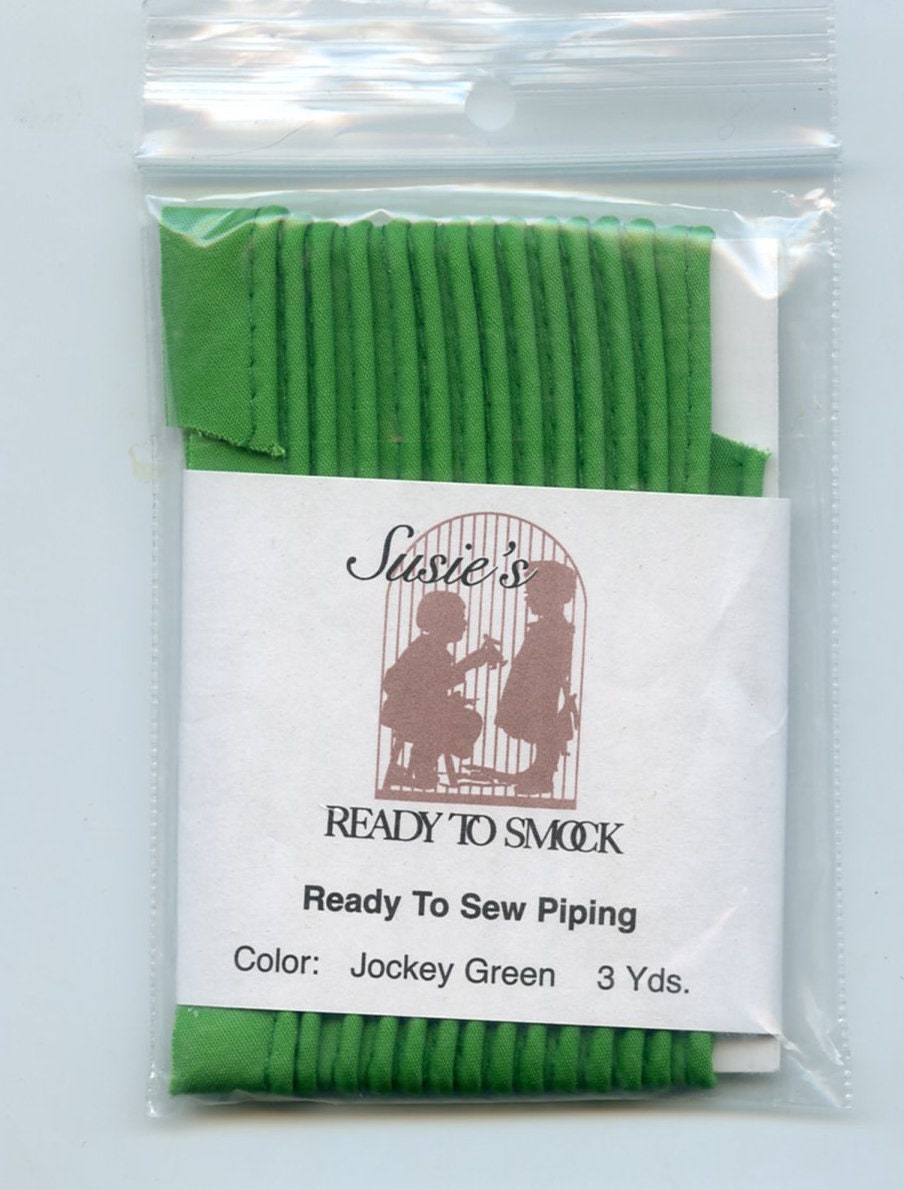 Susie's
READY TO SMOCK
Ready To Sew Piping
Color: Jockey Green 3 Yds.